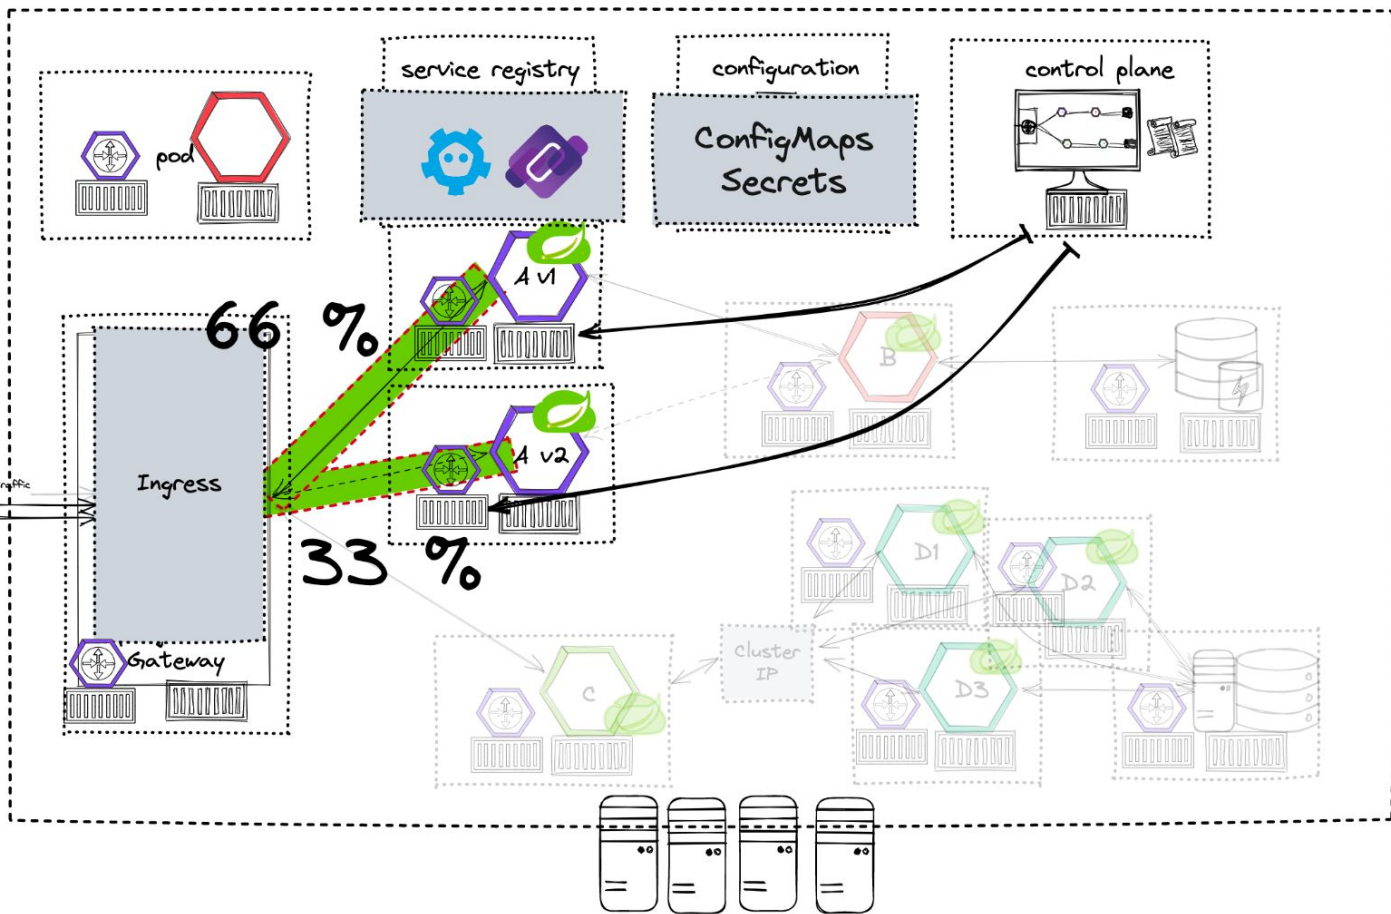 service registry
configuration
control plane
pod
ConfigMaps
Secrets
A v1
66 %
B
A v2
Ingress
33 %
D1
D2
Gateway
Cluster
IP
C
D3